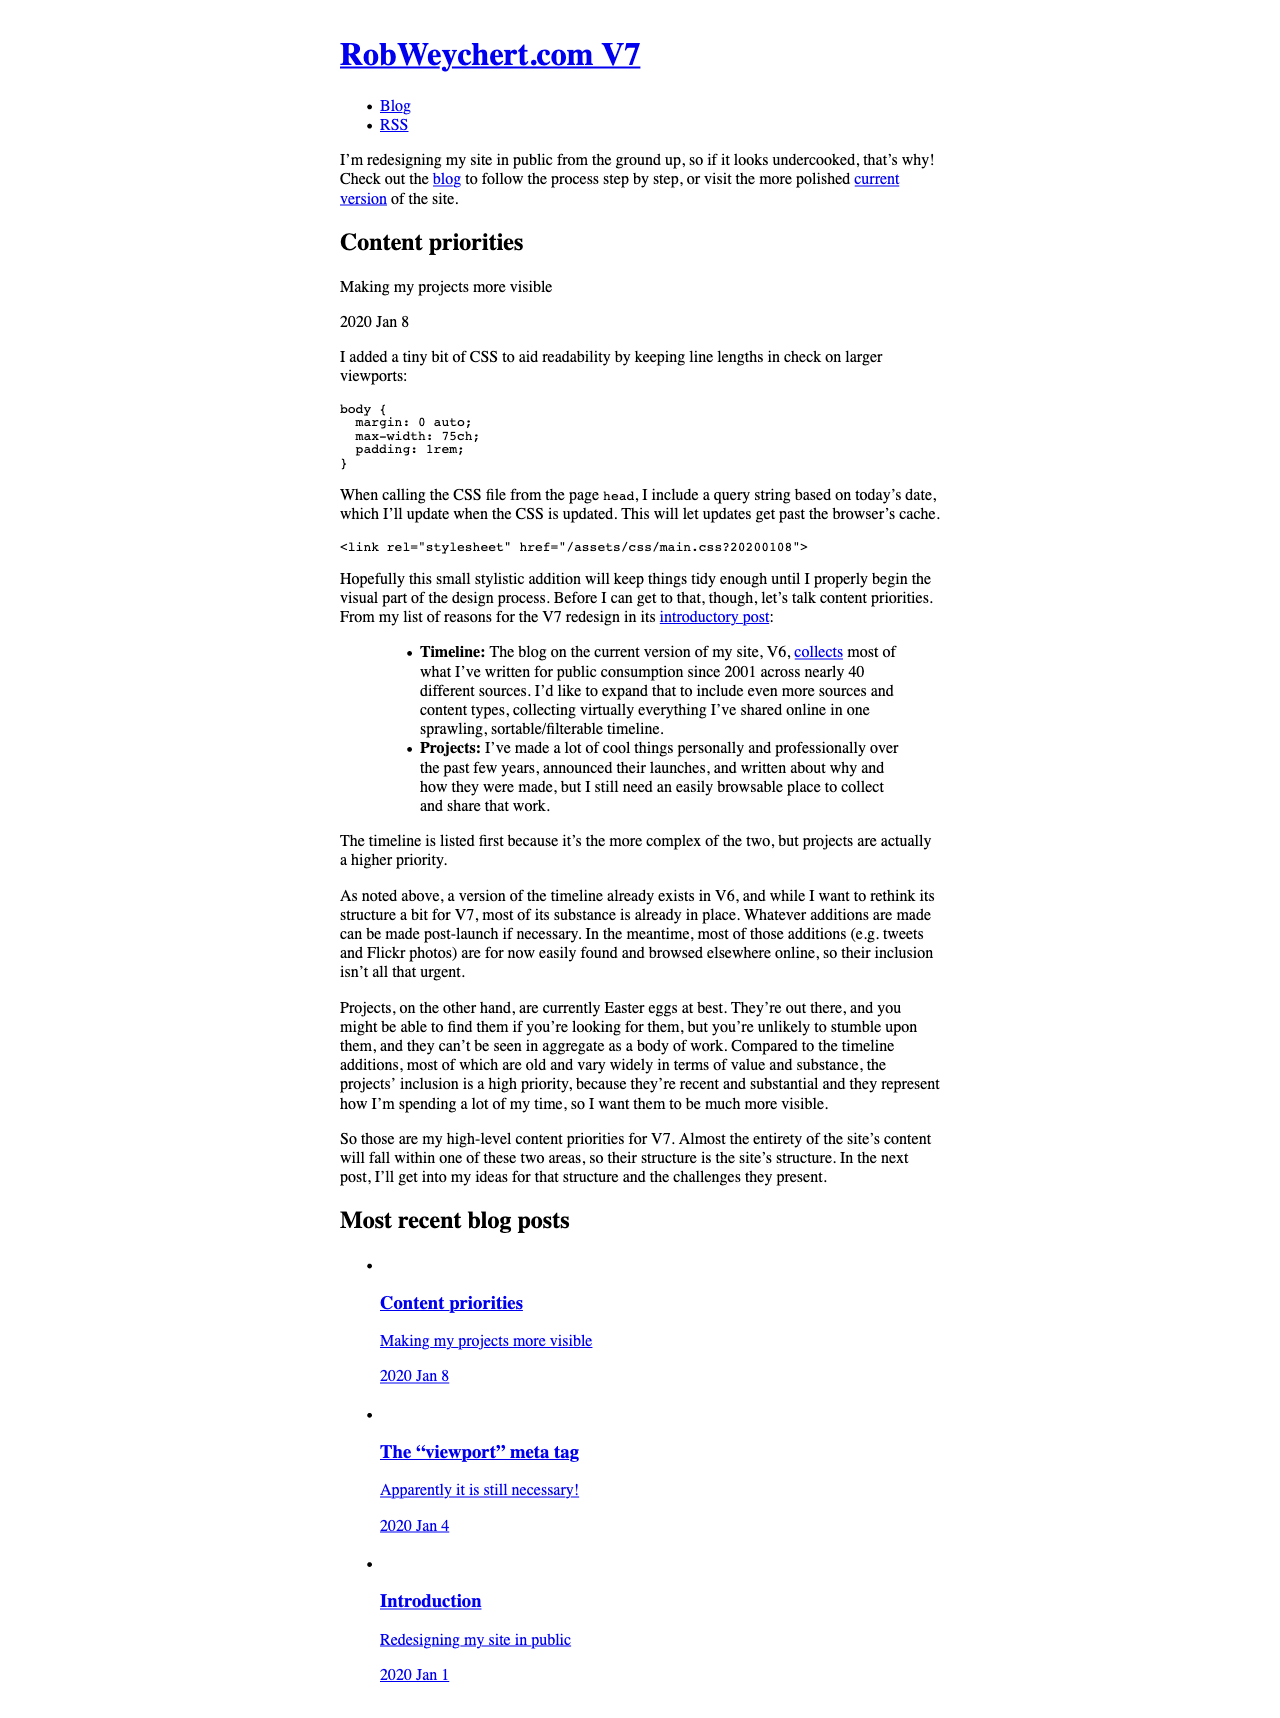 RobWeychert.com V7
• Blog
• RSS
I’m redesigning my site in public from the ground up, so if it looks undercooked, that’s why!
Check out the blog to follow the process step by step, or visit the more polished current
version of the site.
Content priorities
Making my projects more visible
2020 Jan 8
I added a tiny bit of CSS to aid readability by keeping line lengths in check on larger
viewports:
body {
  margin: 0 auto;
  max-width: 75ch;
  padding: 1rem;
}
When calling the CSS file from the page head, I include a query string based on today’s date,
which I’ll update when the CSS is updated. This will let updates get past the browser’s cache.
<link rel="stylesheet" href="/assets/css/main.css?20200108">
Hopefully this small stylistic addition will keep things tidy enough until I properly begin the
visual part of the design process. Before I can get to that, though, let’s talk content priorities.
From my list of reasons for the V7 redesign in its introductory post:
• Timeline: The blog on the current version of my site, V6, collects most of
what I’ve written for public consumption since 2001 across nearly 40
different sources. I’d like to expand that to include even more sources and
content types, collecting virtually everything I’ve shared online in one
sprawling, sortable/filterable timeline.
• Projects: I’ve made a lot of cool things personally and professionally over
the past few years, announced their launches, and written about why and
how they were made, but I still need an easily browsable place to collect
and share that work.
The timeline is listed first because it’s the more complex of the two, but projects are actually
a higher priority.
As noted above, a version of the timeline already exists in V6, and while I want to rethink its
structure a bit for V7, most of its substance is already in place. Whatever additions are made
can be made post-launch if necessary. In the meantime, most of those additions (e.g. tweets
and Flickr photos) are for now easily found and browsed elsewhere online, so their inclusion
isn’t all that urgent.
Projects, on the other hand, are currently Easter eggs at best. They’re out there, and you
might be able to find them if you’re looking for them, but you’re unlikely to stumble upon
them, and they can’t be seen in aggregate as a body of work. Compared to the timeline
additions, most of which are old and vary widely in terms of value and substance, the
projects’ inclusion is a high priority, because they’re recent and substantial and they represent
how I’m spending a lot of my time, so I want them to be much more visible.
So those are my high-level content priorities for V7. Almost the entirety of the site’s content
will fall within one of these two areas, so their structure is the site’s structure. In the next
post, I’ll get into my ideas for that structure and the challenges they present.
Most recent blog posts
•
Content priorities
Making my projects more visible
2020 Jan 8
•
The “viewport” meta tag
Apparently it is still necessary!
2020 Jan 4
•
Introduction
Redesigning my site in public
2020 Jan 1